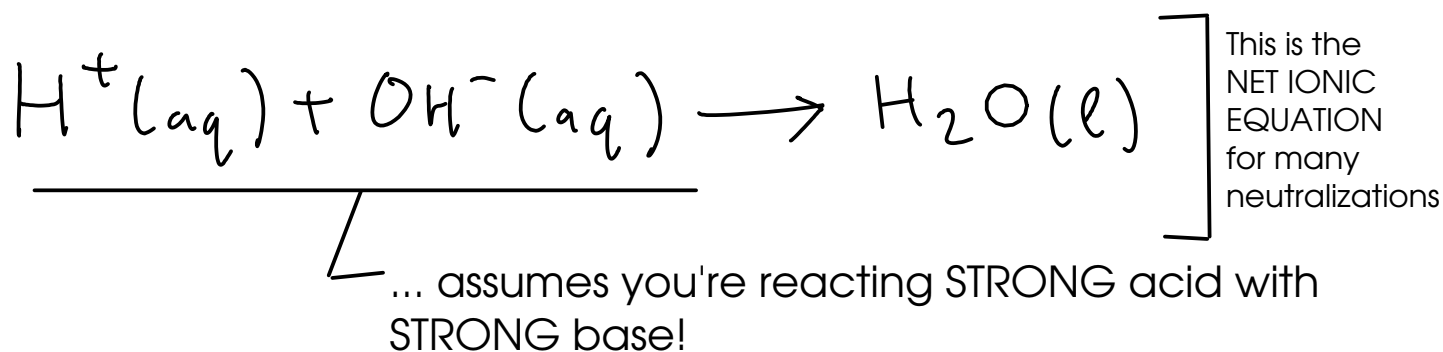 H⁺(aq) + OH⁻(aq) → H₂O(l)
This is the
NET IONIC
EQUATION
for many
neutralizations
... assumes you're reacting STRONG acid with
STRONG base!